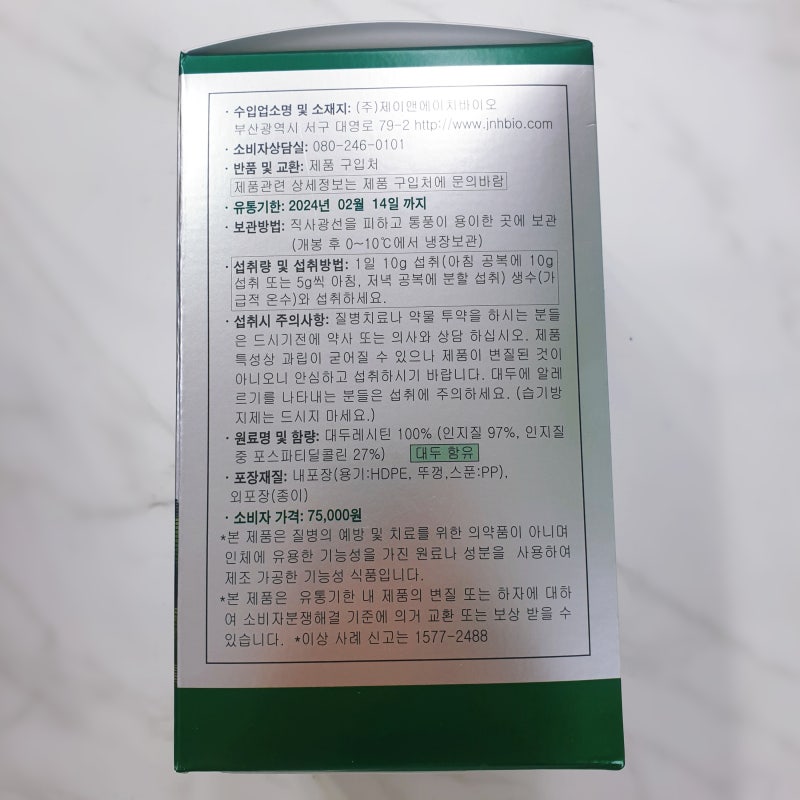 · 수입업소명 및 소재지: (주)제이앤에이치바이오
부산광역시 서구 대영로 79-2 http://www.jnhbio.com
· 소비자상담실: 080-246-0101
· 반품 및 교환: 제품 구입처
제품관련 상세정보는 제품 구입처에 문의바람
· 유통기한: 2024년 02월 14일 까지
· 보관방법: 직사광선을 피하고 통풍이 용이한 곳에 보관
(개봉 후 0~10℃에서 냉장보관)
· 섭취량 및 섭취방법: 1일 10g 섭취(아침 공복에 10g
섭취 또는 5g씩 아침, 저녁 공복에 분할 섭취) 생수(가
급적 온수)와 섭취하세요.
· 섭취시 주의사항: 질병치료나 약물 투약을 하시는 분들
은 드시기전에 약사 또는 의사와 상담 하십시오. 제품
특성상 과립이 굳어질 수 있으나 제품이 변질된 것이
아니오니 안심하고 섭취하시기 바랍니다. 대두에 알레
르기를 나타내는 분들은 섭취에 주의하세요. (습기방
지제는 드시지 마세요.)
· 원료명 및 함량: 대두레시틴 100% (인지질 97%, 인지질
중 포스파티딜콜린 27%) 대두 함유
· 포장재질: 내포장(용기:HDPE, 뚜껑,스푼:PP),
외포장(종이)
· 소비자 가격: 75,000원
*본 제품은 질병의 예방 및 치료를 위한 의약품이 아니며
인체에 유용한 기능성을 가진 원료나 성분을 사용하여
제조 가공한 기능성 식품입니다.
*본 제품은 유통기한 내 제품의 변질 또는 하자에 대하
여 소비자분쟁해결 기준에 의거 교환 또는 보상 받을 수
있습니다. *이상 사례 신고는 1577-2488